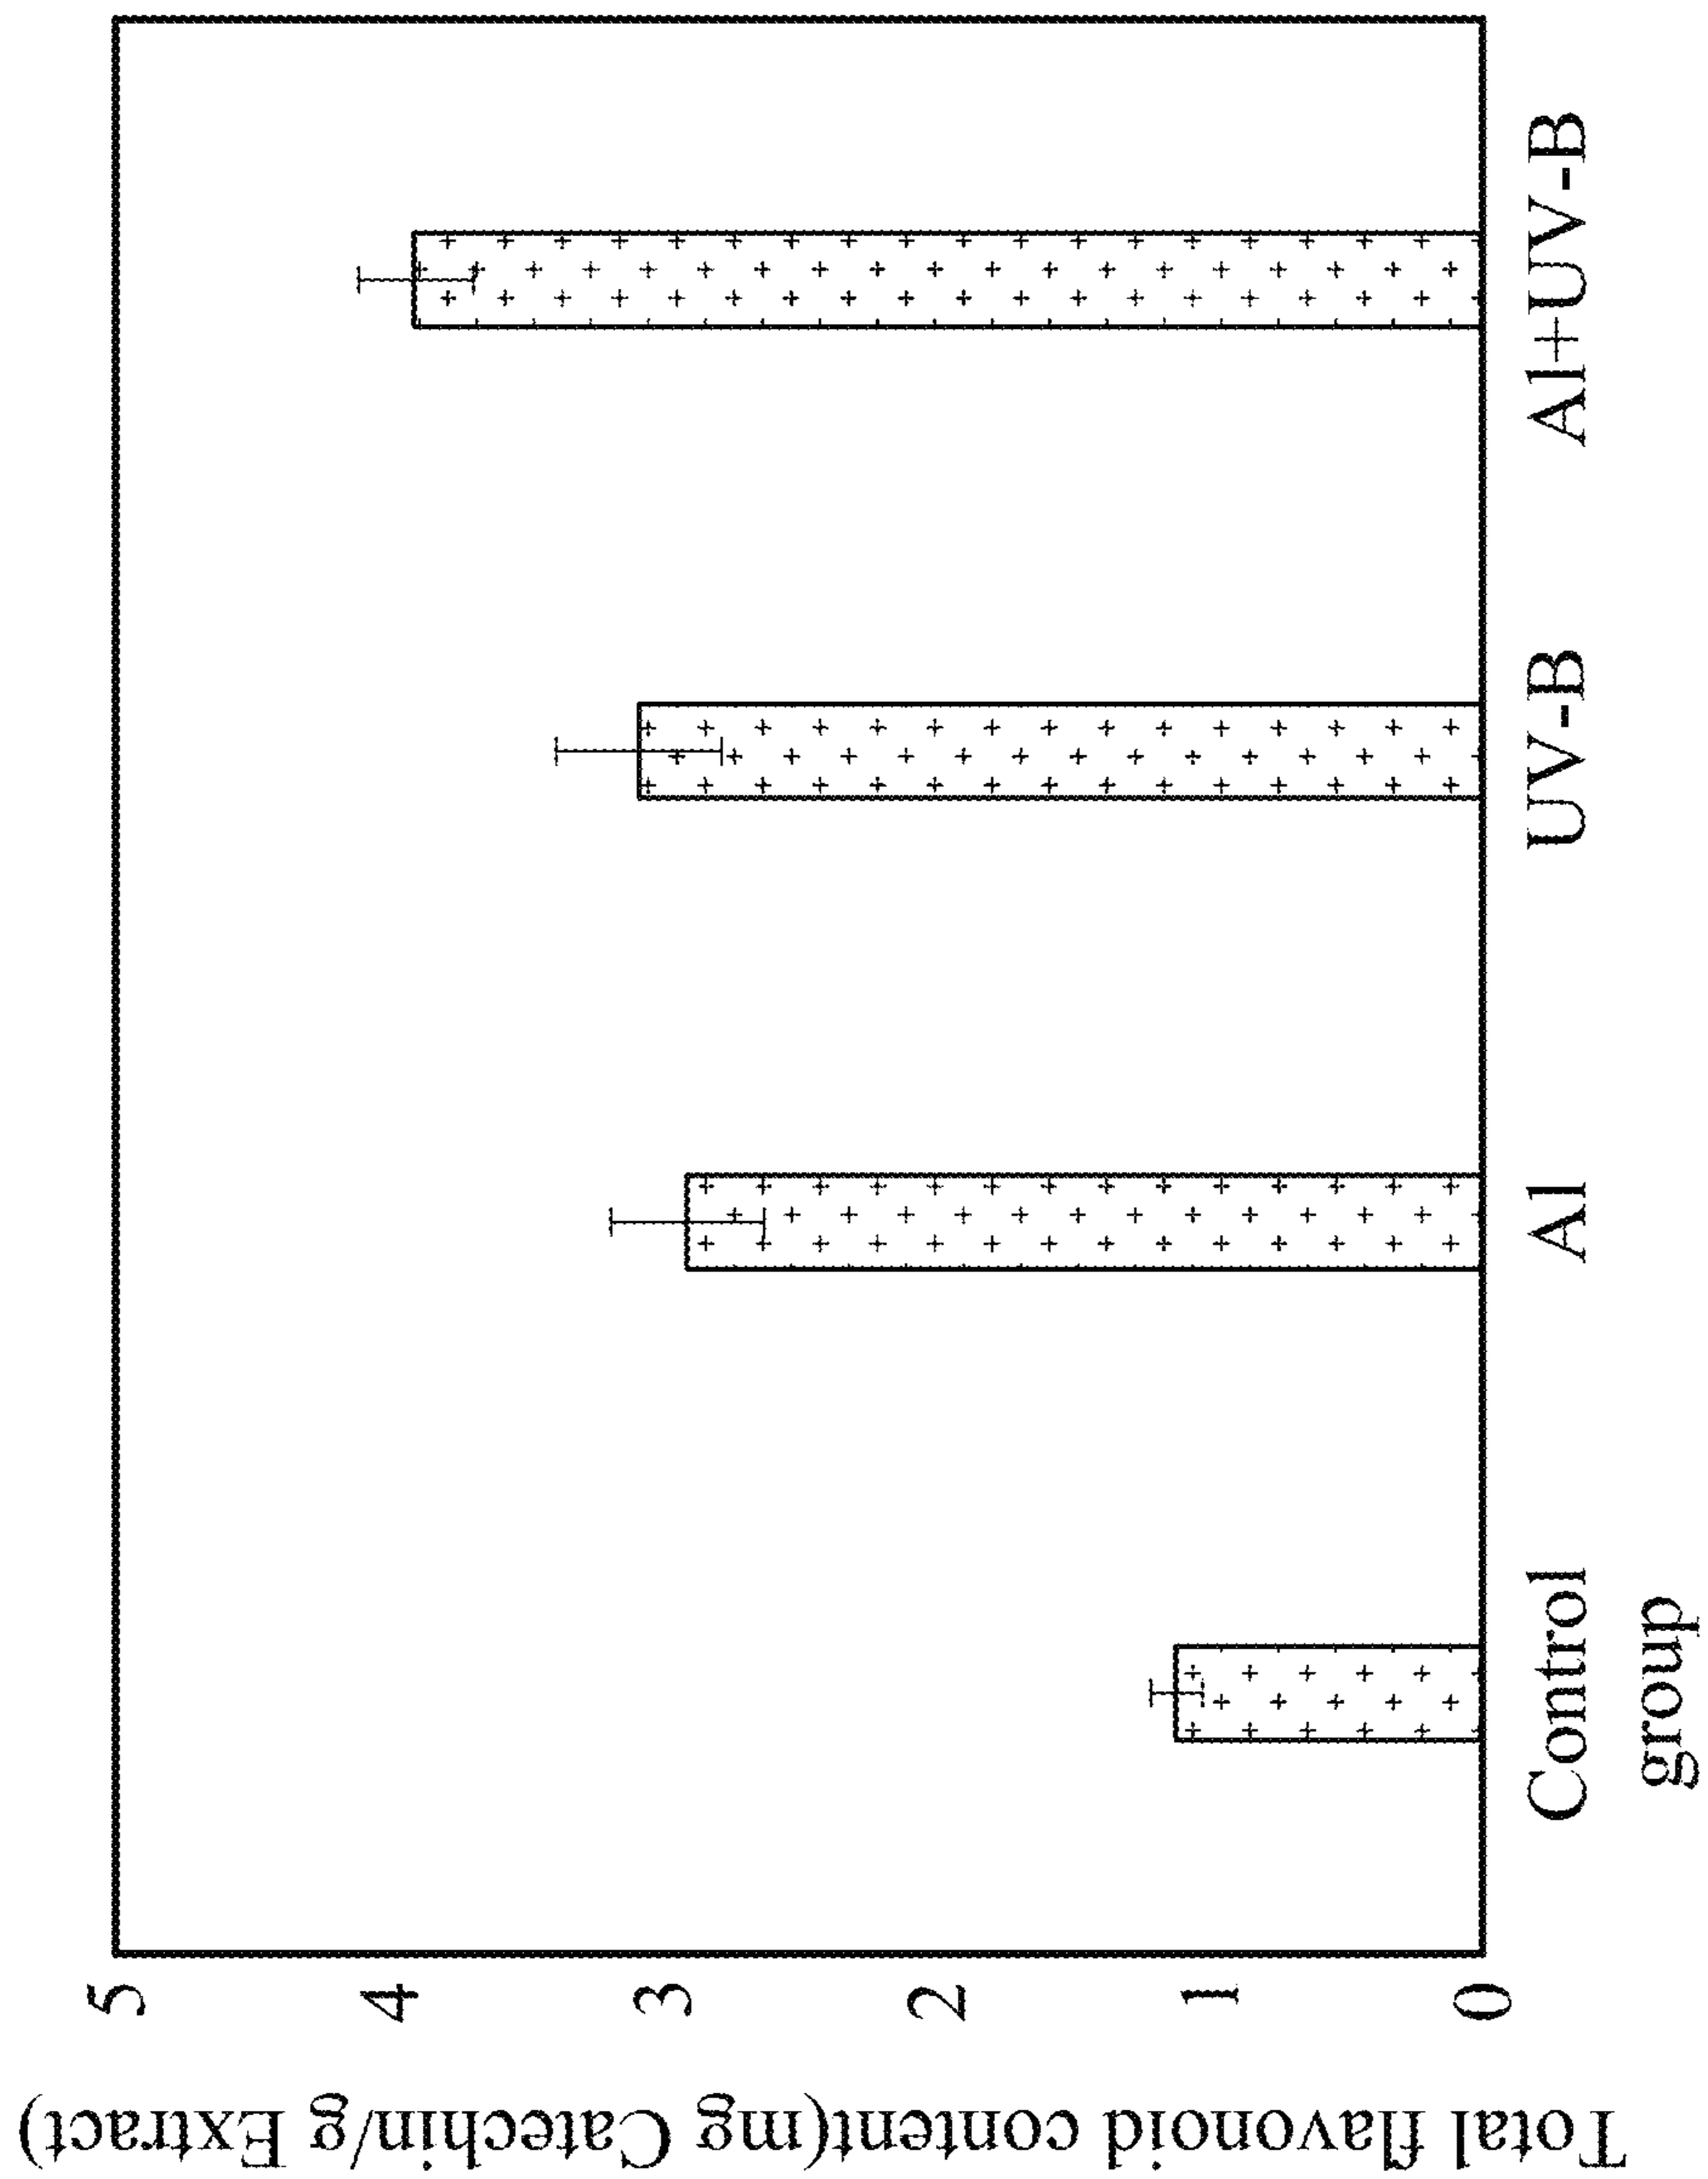 Total flavonoid content(mg Catechin/g Extract)
5
4
3
2
1
0
Control
group
Al
UV-B
Al+UV-B